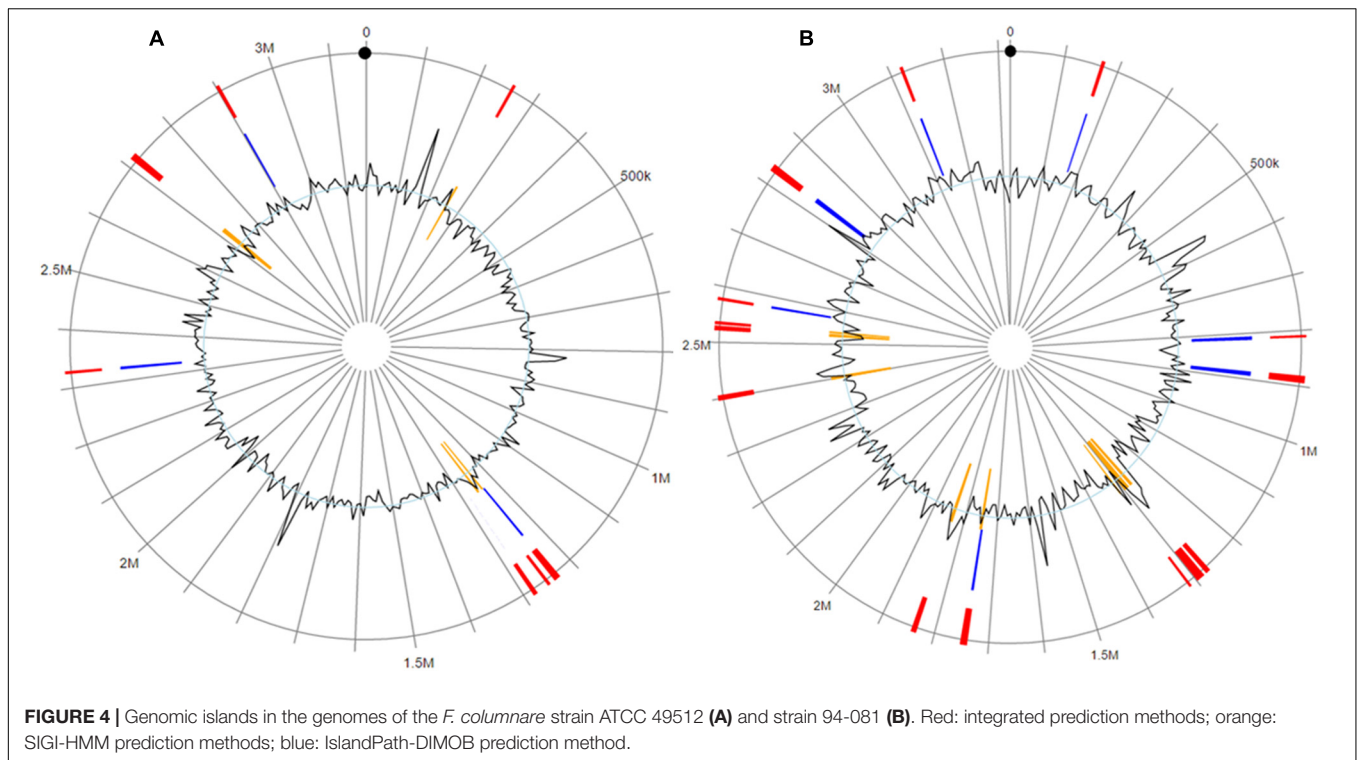 A
0
3M
500k
2.5M
1M
2M
1.5M
B
0
3M
500k
2.5M
1M
2M
1.5M
FIGURE 4 | Genomic islands in the genomes of the F. columnare strain ATCC 49512 (A) and strain 94-081 (B). Red: integrated prediction methods; orange:
SIGI-HMM prediction methods; blue: IslandPath-DIMOB prediction method.